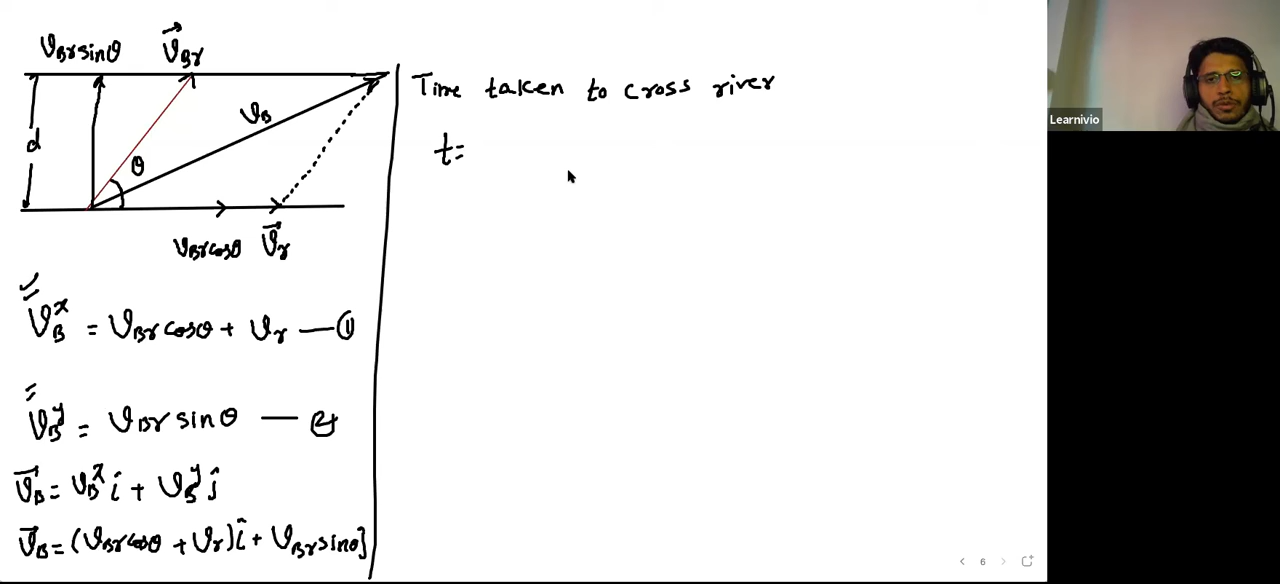 v_Br sinθ
v⃗_Br
d
θ
v_B
v_Br cosθ
v⃗_r
v_B^x = v_Br cosθ + v_r — ①
v_B^y = v_Br sinθ — ②
v⃗_B = v_B^x î + v_B^y ĵ
v⃗_B = (v_Br cosθ + v_r) î + v_Br sinθ ĵ
Time taken to cross river
t =
Learnivio
6